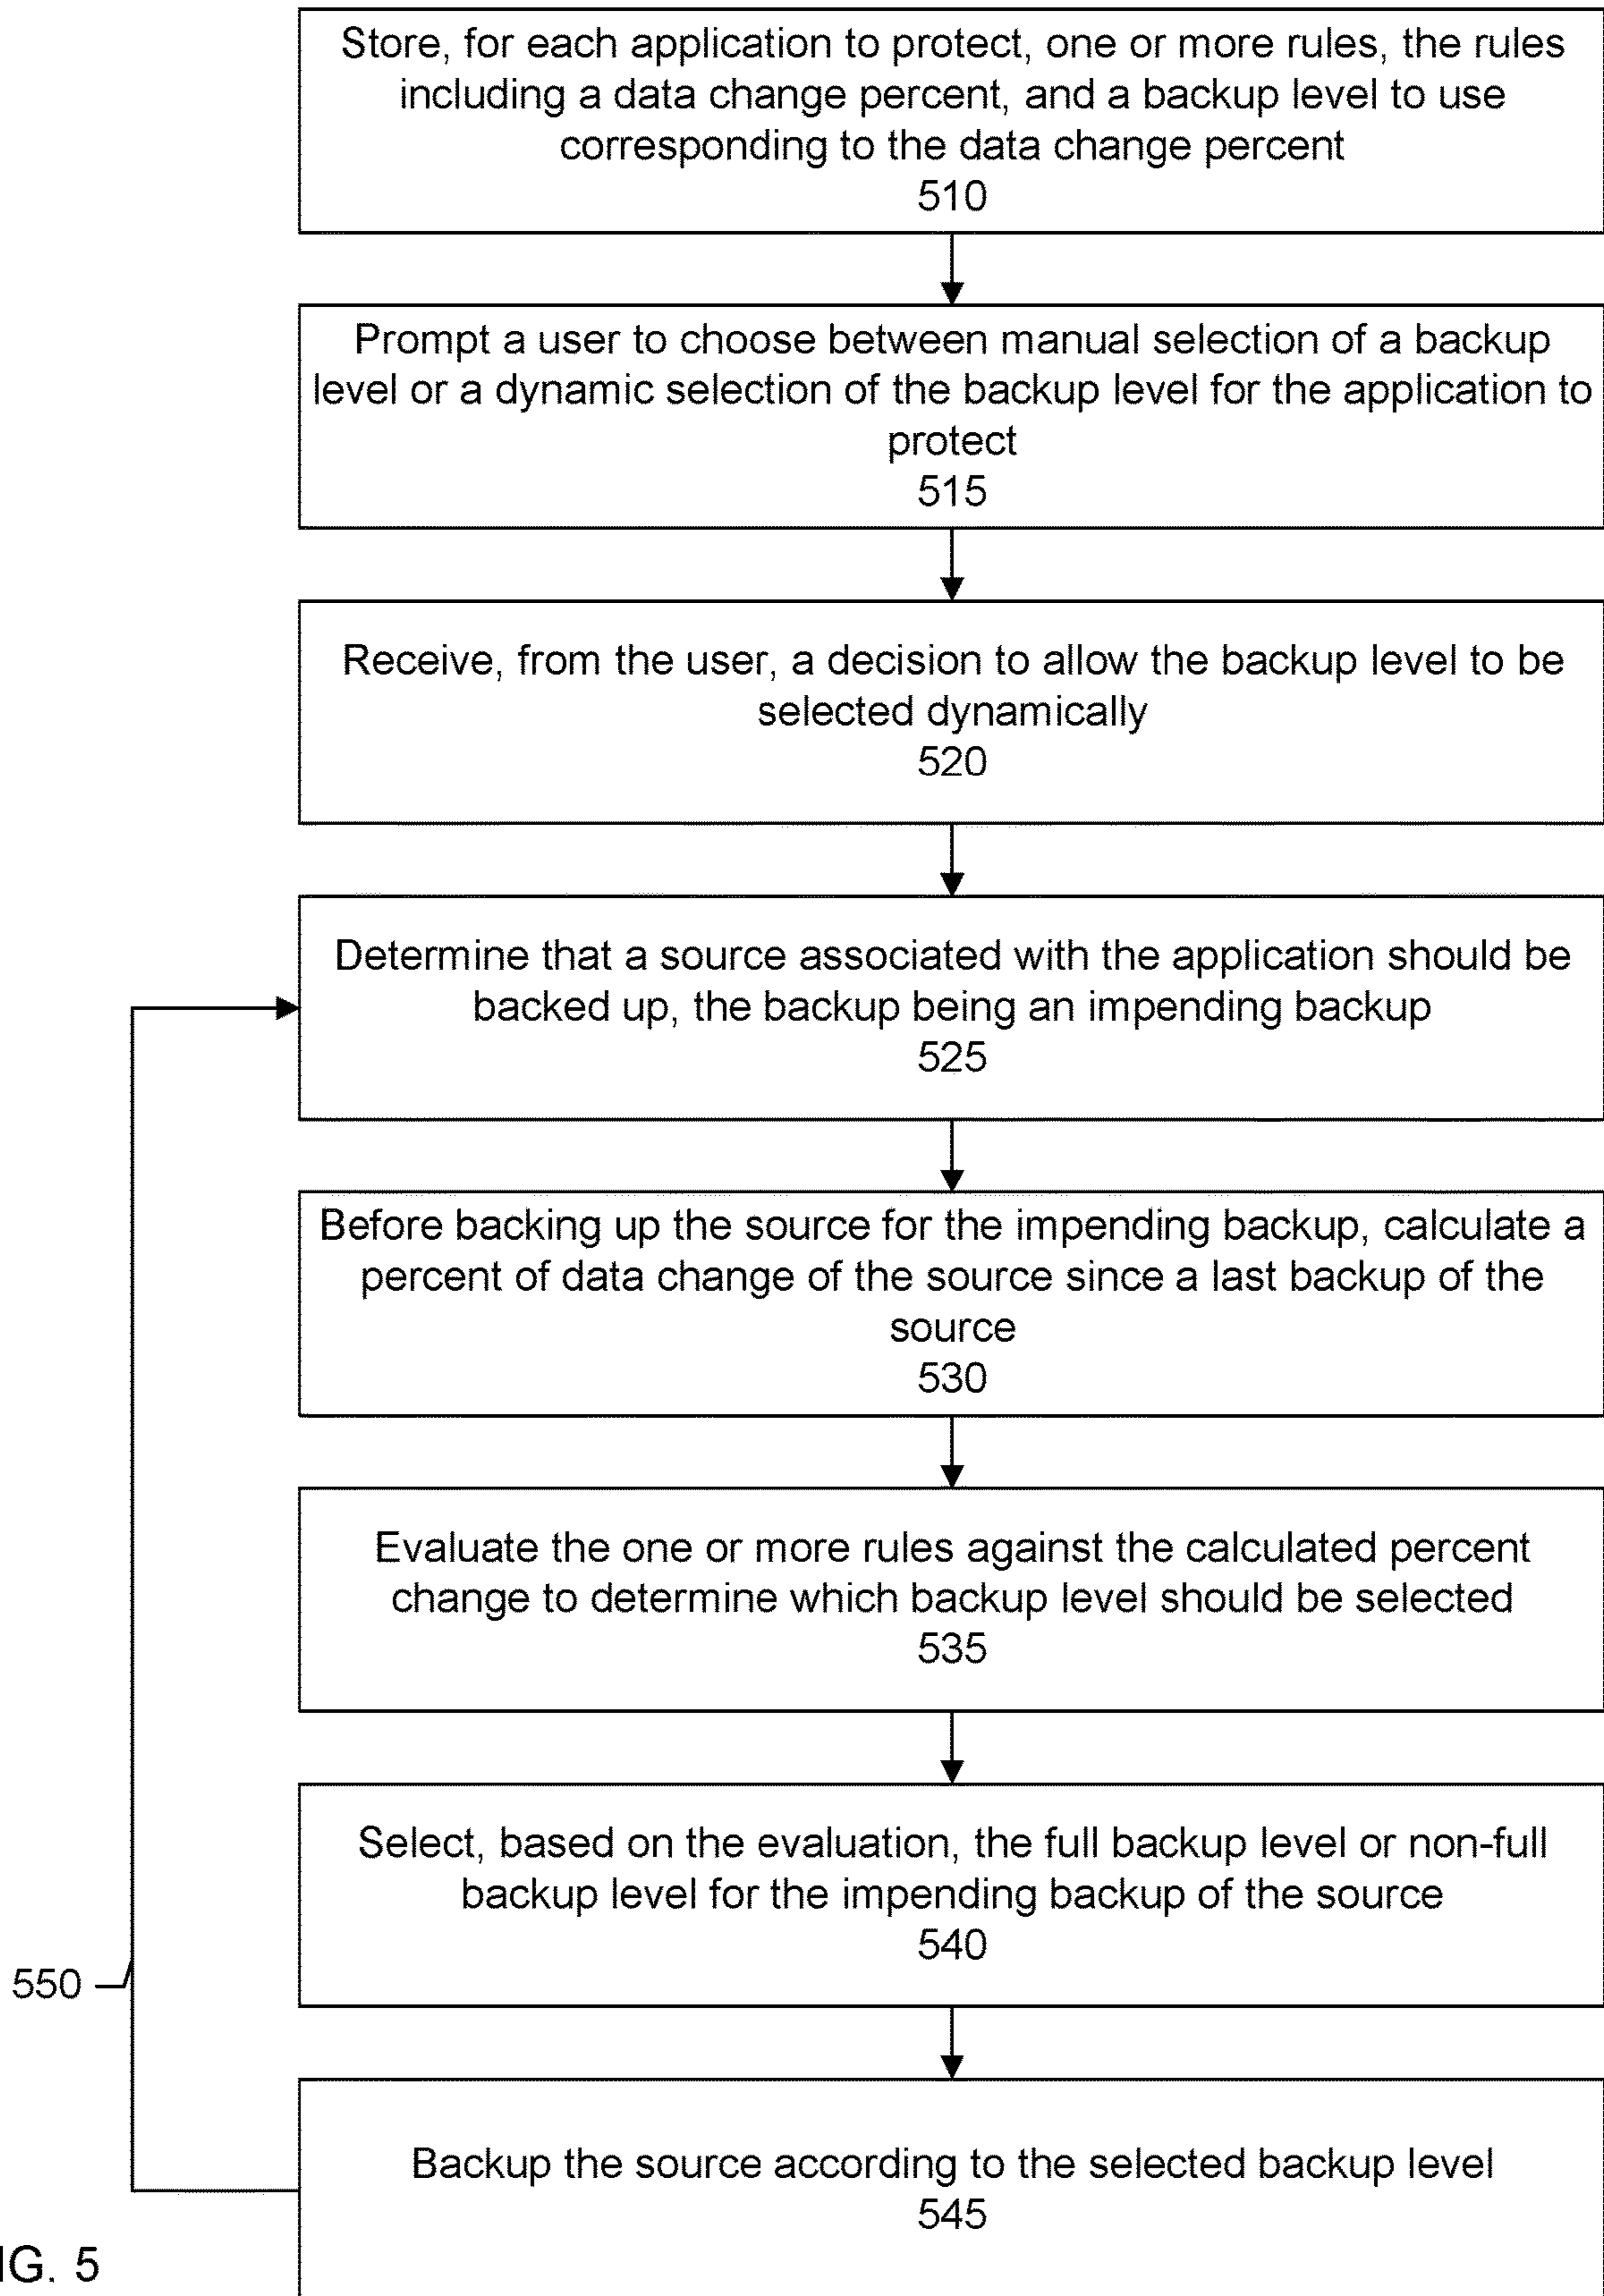 Store, for each application to protect, one or more rules, the rules
including a data change percent, and a backup level to use
corresponding to the data change percent
510
Prompt a user to choose between manual selection of a backup
level or a dynamic selection of the backup level for the application to
protect
515
Receive, from the user, a decision to allow the backup level to be
selected dynamically
520
Determine that a source associated with the application should be
backed up, the backup being an impending backup
525
Before backing up the source for the impending backup, calculate a
percent of data change of the source since a last backup of the
source
530
Evaluate the one or more rules against the calculated percent
change to determine which backup level should be selected
535
Select, based on the evaluation, the full backup level or non-full
backup level for the impending backup of the source
540
550
Backup the source according to the selected backup level
545
IG. 5